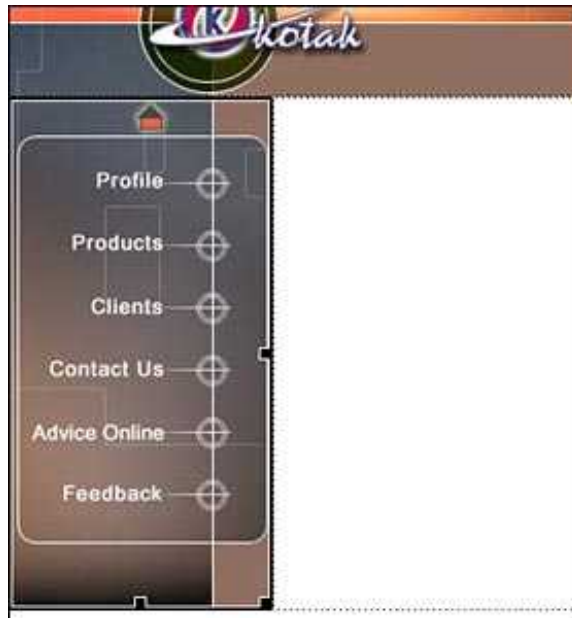 K
kotak
Profile
Products
Clients
Contact Us
Advice Online
Feedback